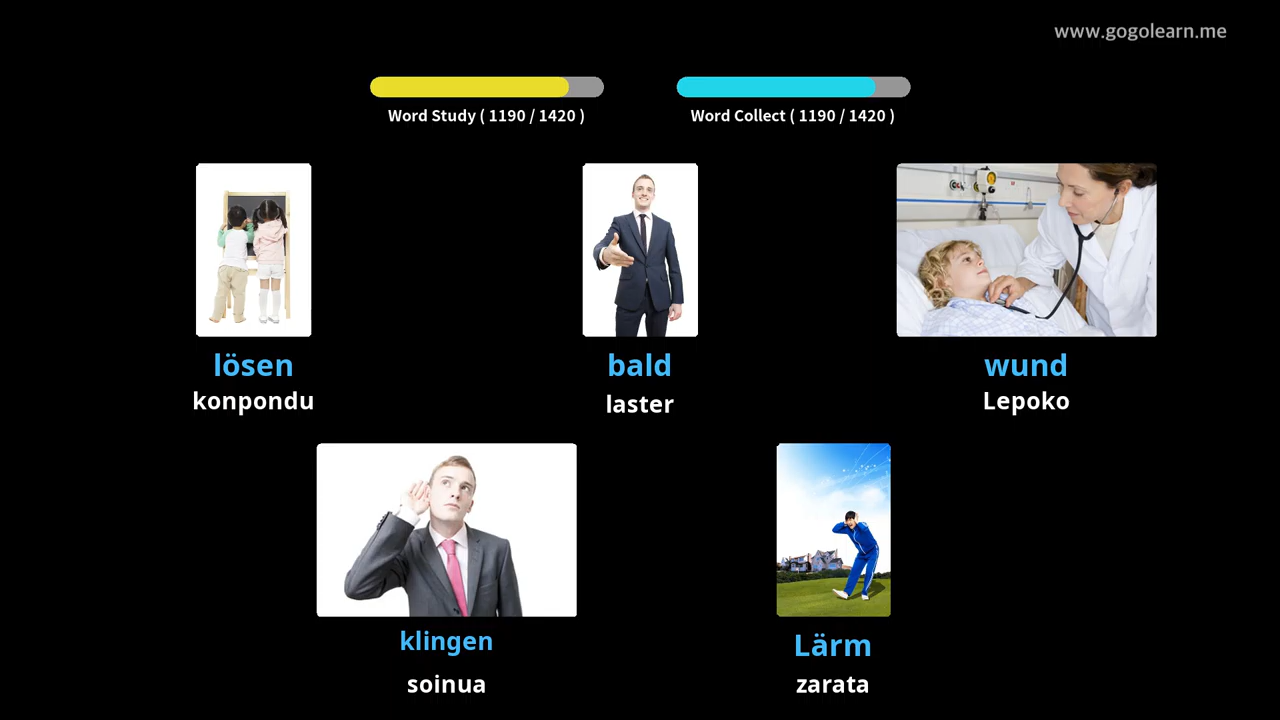 www.gogolearn.me
Word Study ( 1190 / 1420 )
Word Collect ( 1190 / 1420 )
lösen
konpondu
bald
laster
wund
Lepoko
klingen
soinua
Lärm
zarata